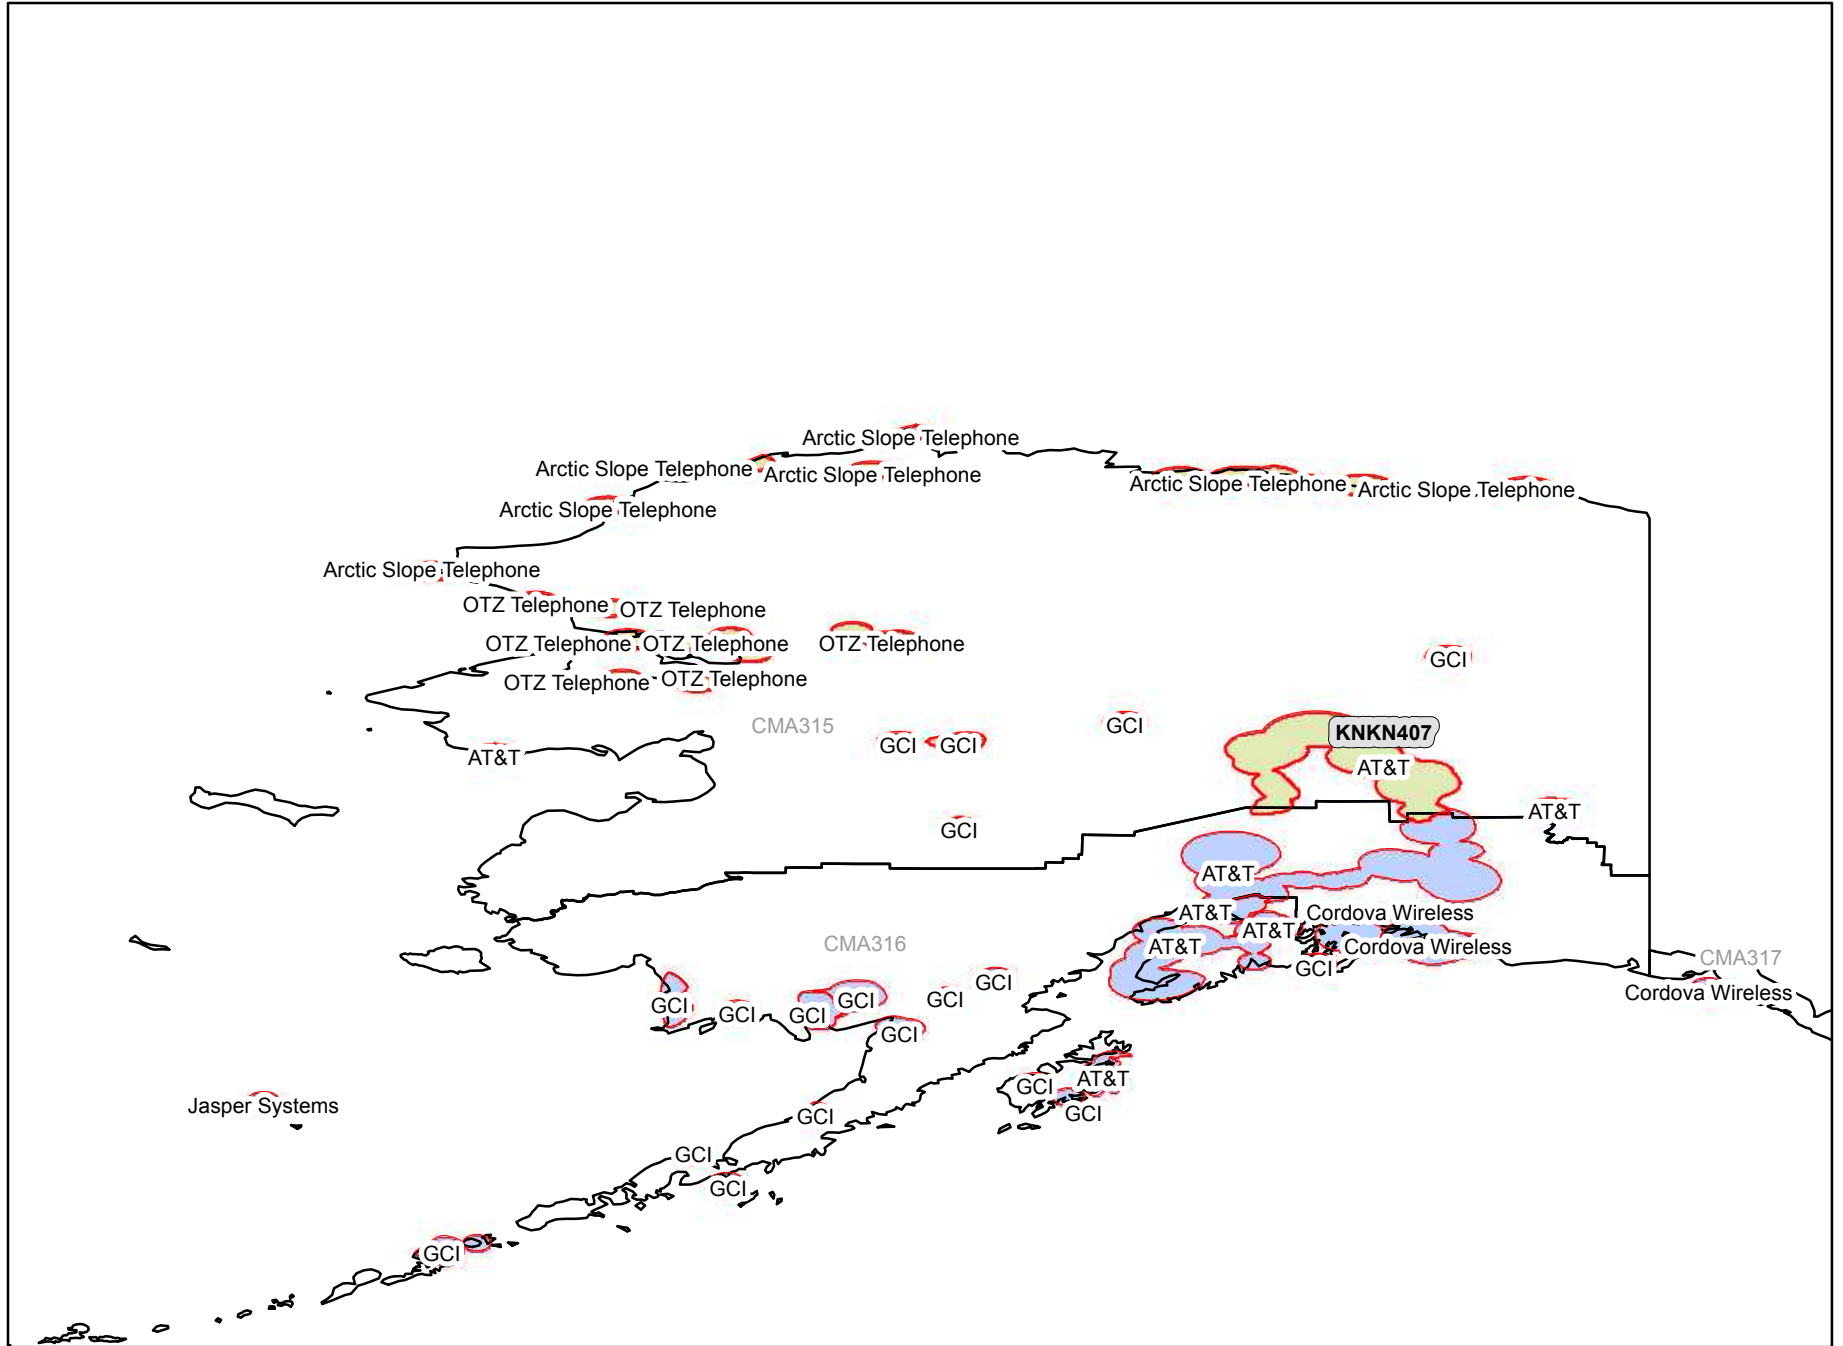 Arctic Slope Telephone
Arctic Slope Telephone
Arctic Slope Telephone
Arctic Slope Telephone
Arctic Slope Telephone
Arctic Slope Telephone
Arctic Slope Telephone
OTZ Telephone
OTZ Telephone
OTZ Telephone
OTZ Telephone
OTZ Telephone
GCI
OTZ Telephone
OTZ Telephone
CMA315
GCI
KNKN407
GCI
GCI
AT&T
AT&T
AT&T
GCI
AT&T
AT&T
Cordova Wireless
AT&T
CMA316
AT&T
Cordova Wireless
CMA317
GCI
GCI
Cordova Wireless
GCI
GCI
GCI
GCI
GCI
GCI
AT&T
GCI
Jasper Systems
GCI
GCI
GCI
GCI
GCI